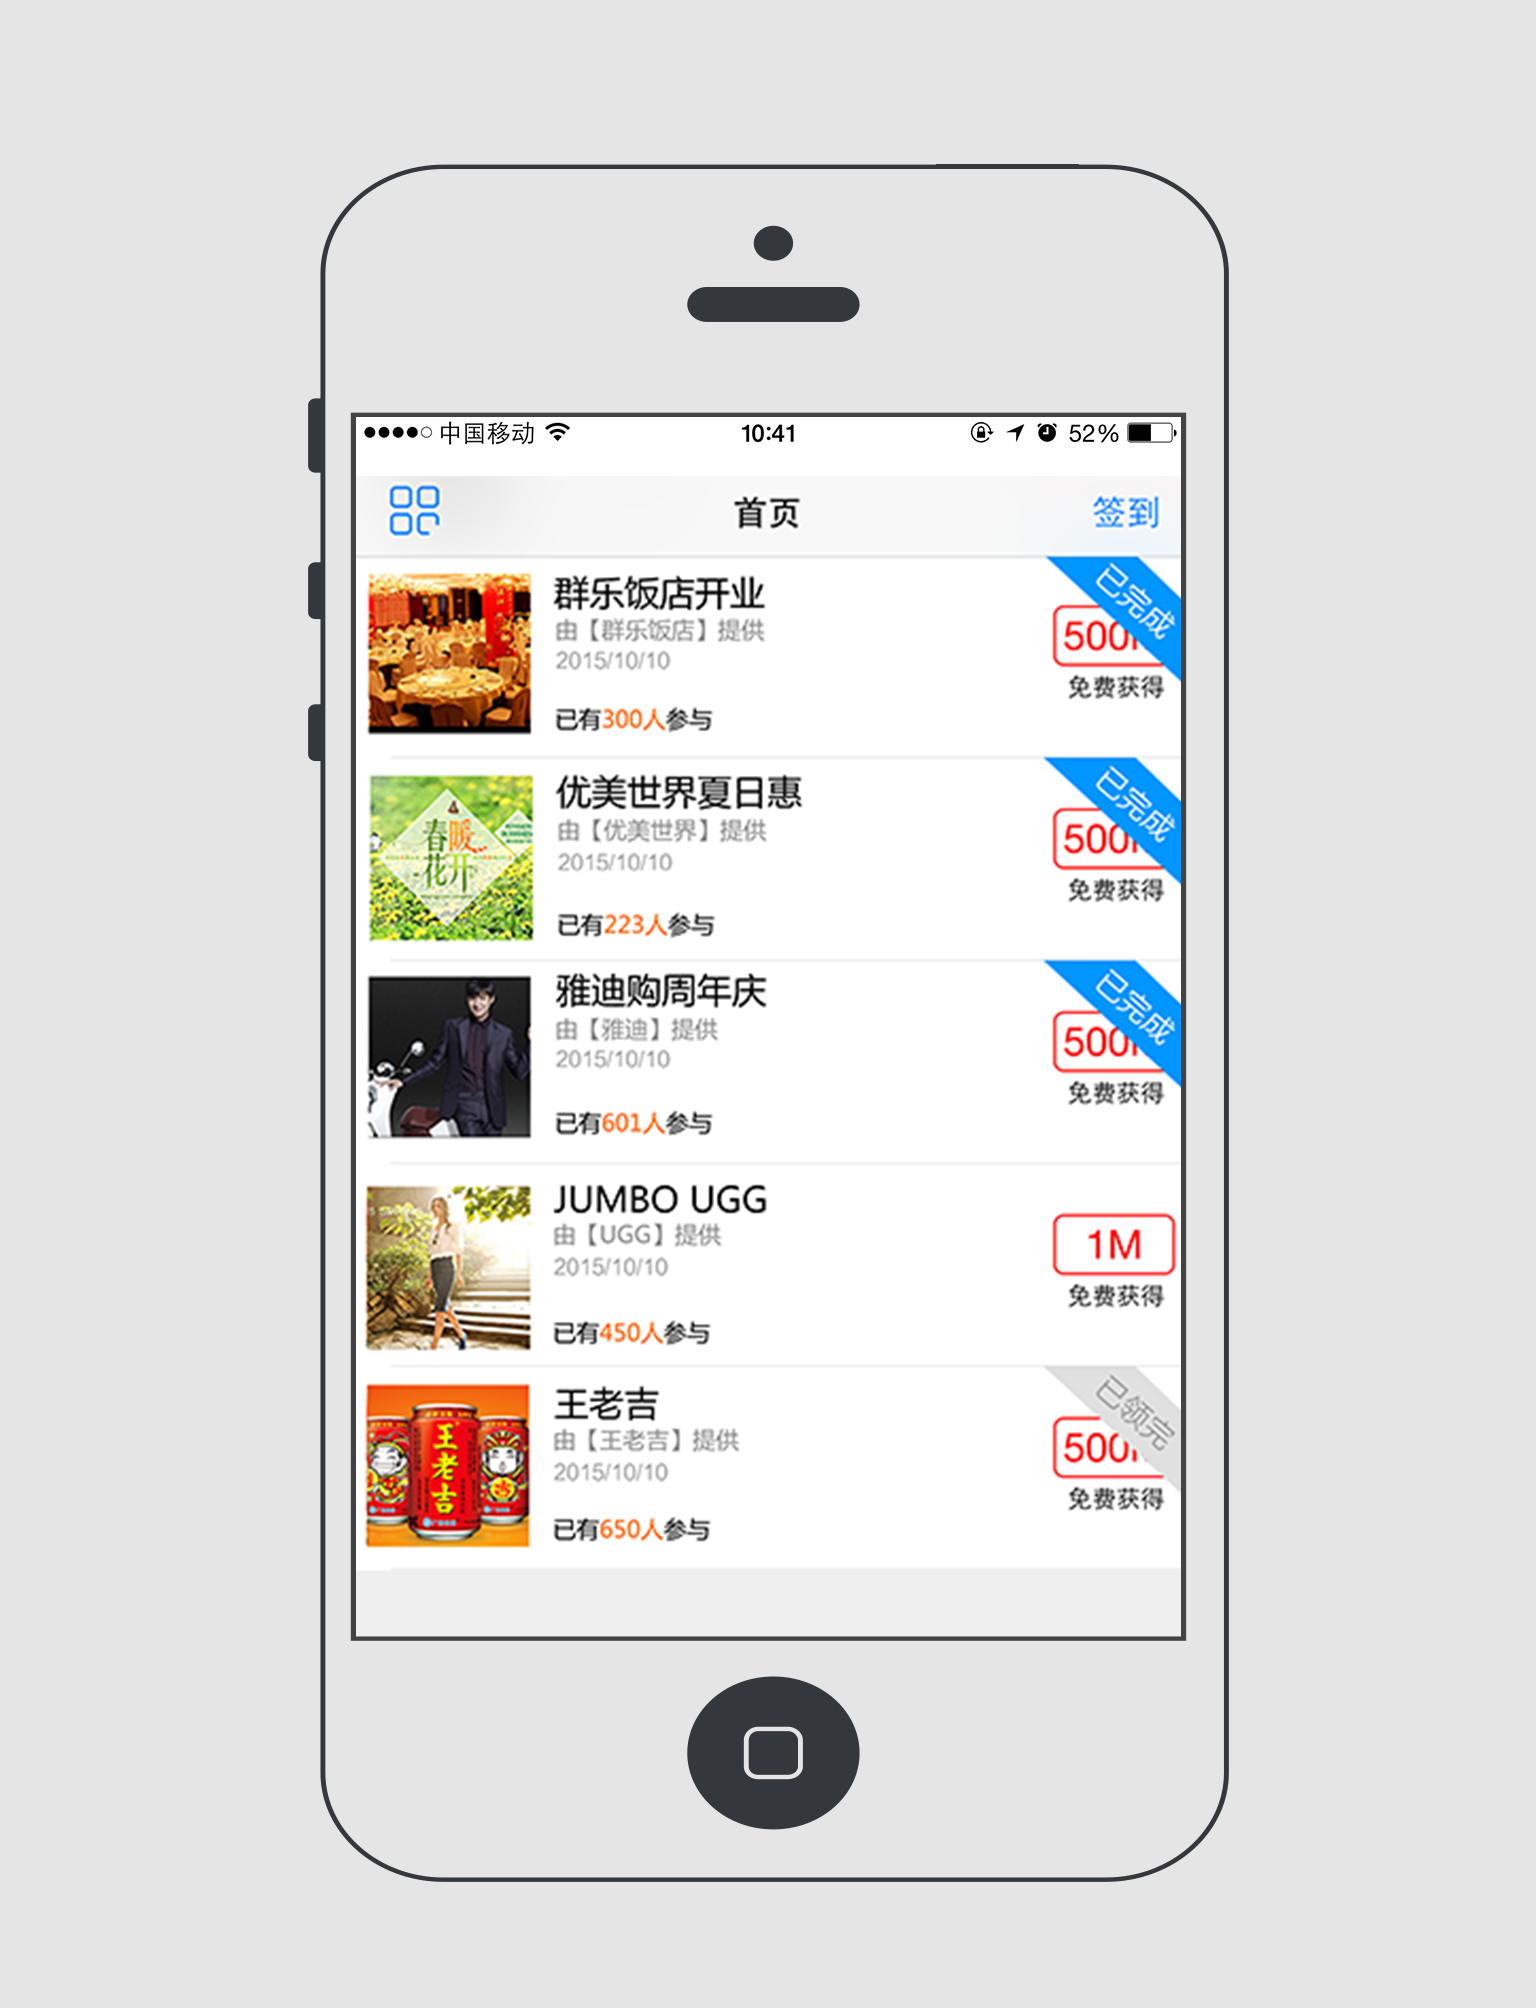 中国移动
10:41
52%
首页
签到
群乐饭店开业
由【群乐饭店】提供
2015/10/10
已有300人参与
已完成
500
免费获得
春暖
花开
优美世界夏日惠
由【优美世界】提供
2015/10/10
已有223人参与
已完成
500
免费获得
雅迪购周年庆
由【雅迪】提供
2015/10/10
已有601人参与
已完成
500
免费获得
JUMBO UGG
由【UGG】提供
2015/10/10
已有450人参与
1M
免费获得
王老吉
吉
王老吉
由【王老吉】提供
2015/10/10
已有650人参与
已领完
500
免费获得